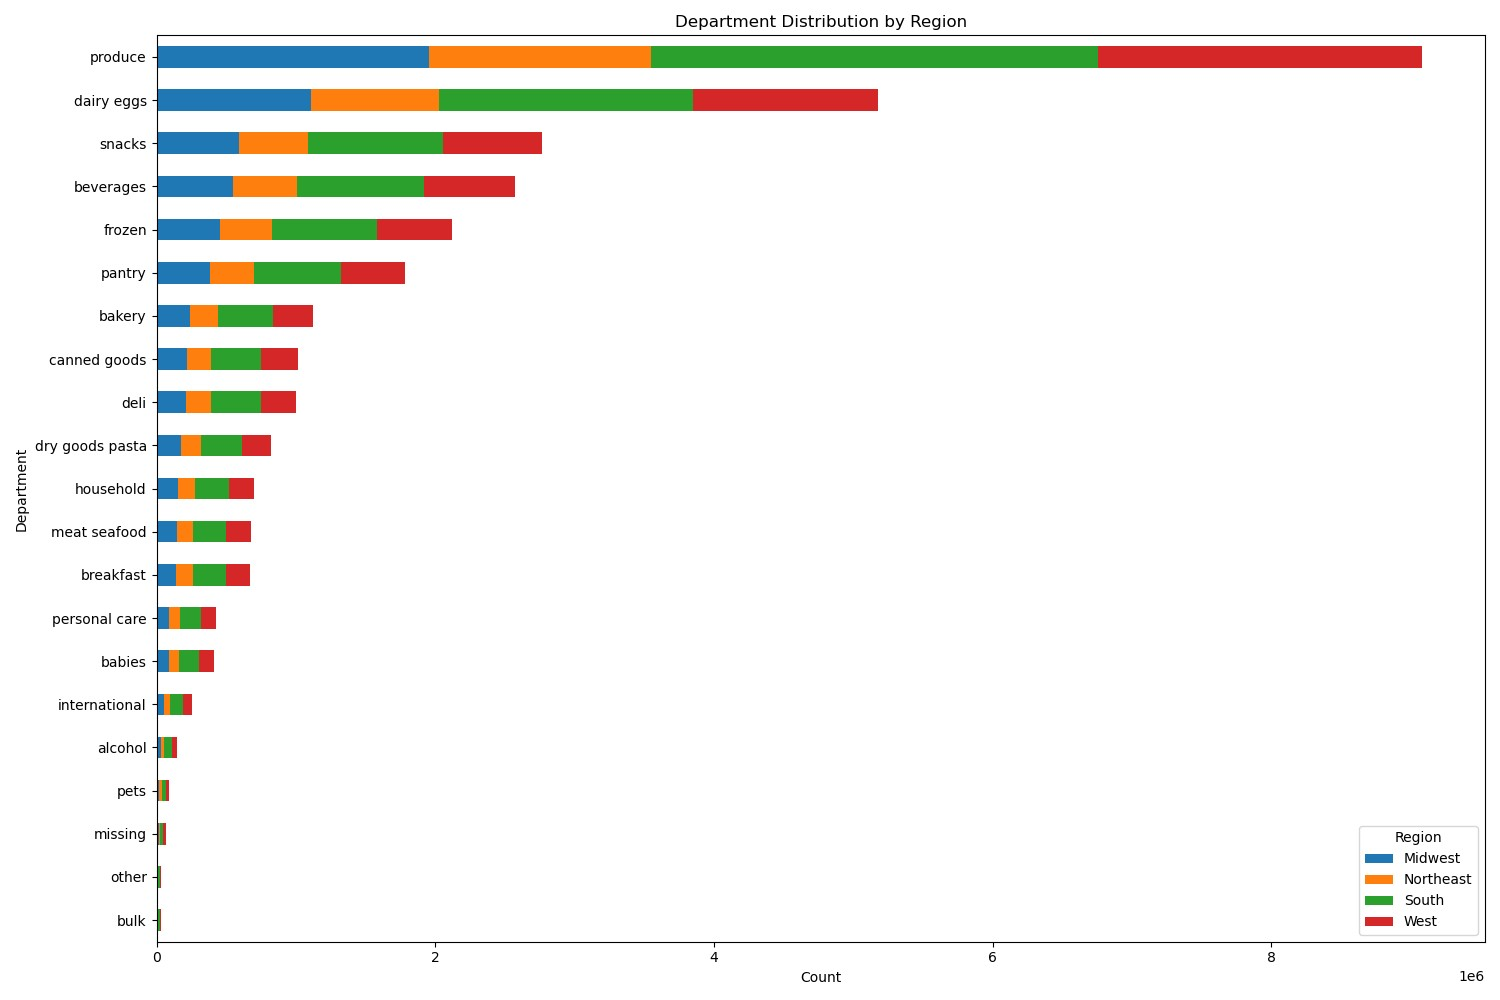 Department Distribution by Region
produce
dairy eggs
snacks
beverages
frozen
pantry
bakery
canned goods
deli
dry goods pasta
household
meat seafood
breakfast
personal care
babies
international
alcohol
pets
missing
other
bulk
Department
0 2 4 6 8
1e6
Count
Region
Midwest
Northeast
South
West